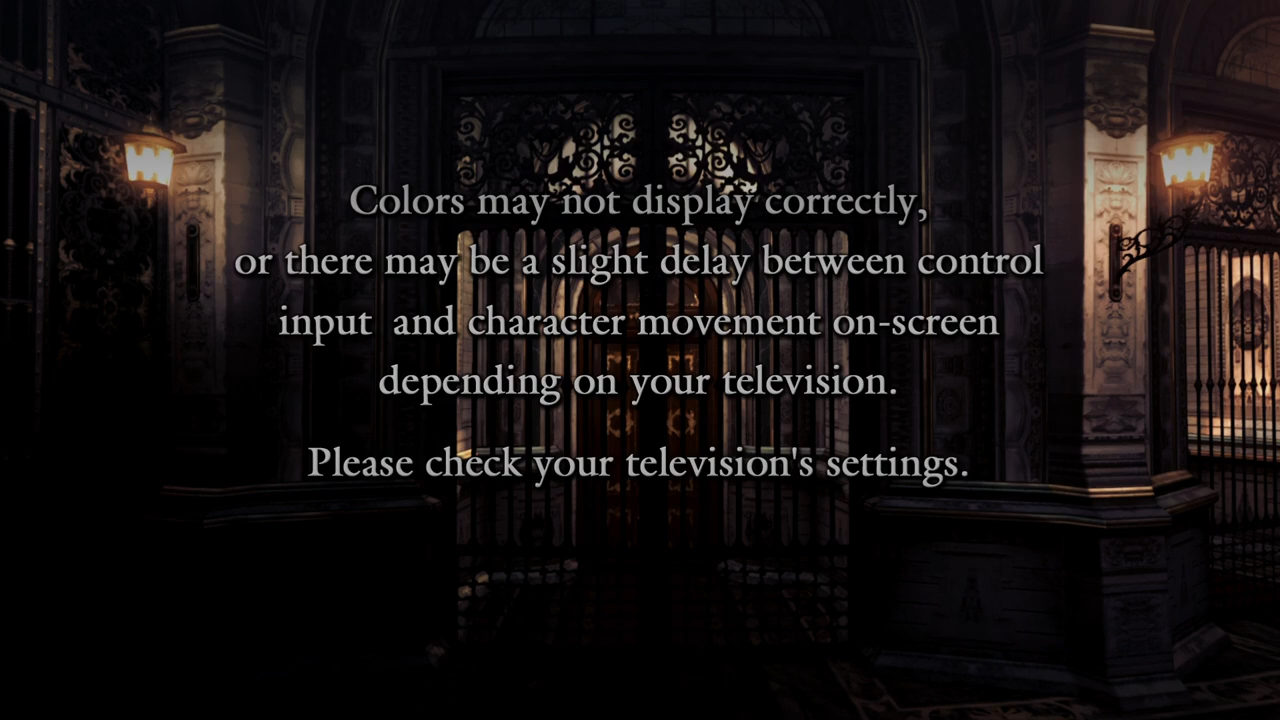 Colors may not display correctly,
or there may be a slight delay between control
input  and character movement on-screen
depending on your television.
Please check your television's settings.